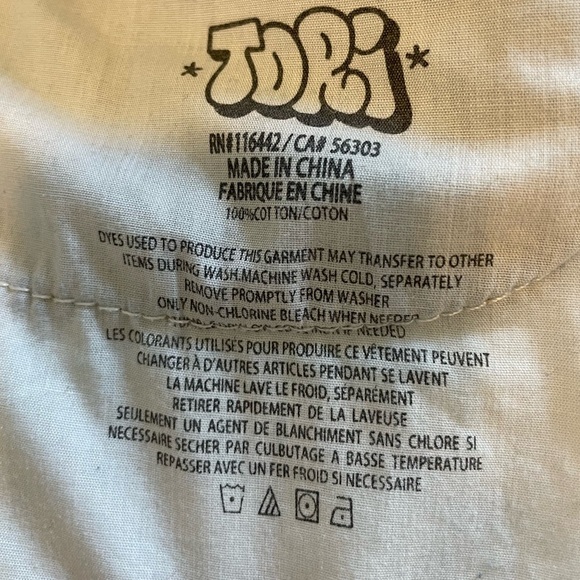 *TORi*
RN#116442/CA# 56303
MADE IN CHINA
FABRIQUE EN CHINE
100%COTTON/COTON
DYES USED TO PRODUCE THIS GARMENT MAY TRANSFER TO OTHER
ITEMS DURING WASH.MACHINE WASH COLD, SEPARATELY
REMOVE PROMPTLY FROM WASHER
ONLY NON-CHLORINE BLEACH WHEN NEEDED
IF NEEDED
LES COLORANTS UTILISÉS POUR PRODUIRE CE VÊTEMENT PEUVENT
CHANGER À D'AUTRES ARTICLES PENDANT SE LAVENT
LA MACHINE LAVE LE FROID, SÉPARÉMENT
RETIRER RAPIDEMENT DE LA LAVEUSE
SEULEMENT UN AGENT DE BLANCHIMENT SANS CHLORE SI
NÉCESSAIRE SECHER PAR CULBUTAGE A BASSE TEMPÉRATURE
REPASSER AVEC UN FER FROID SI NÉCESSAIRE